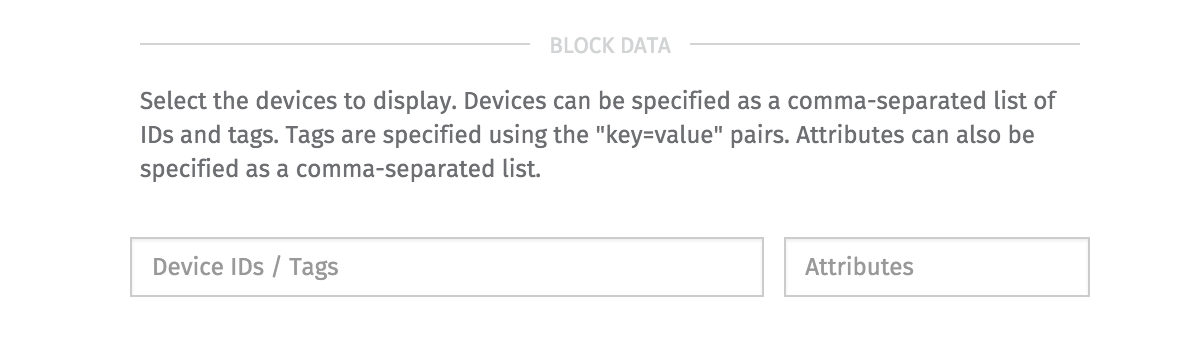 BLOCK DATA
Select the devices to display. Devices can be specified as a comma-separated list of
IDs and tags. Tags are specified using the "key=value" pairs. Attributes can also be
specified as a comma-separated list.
Device IDs / Tags
Attributes